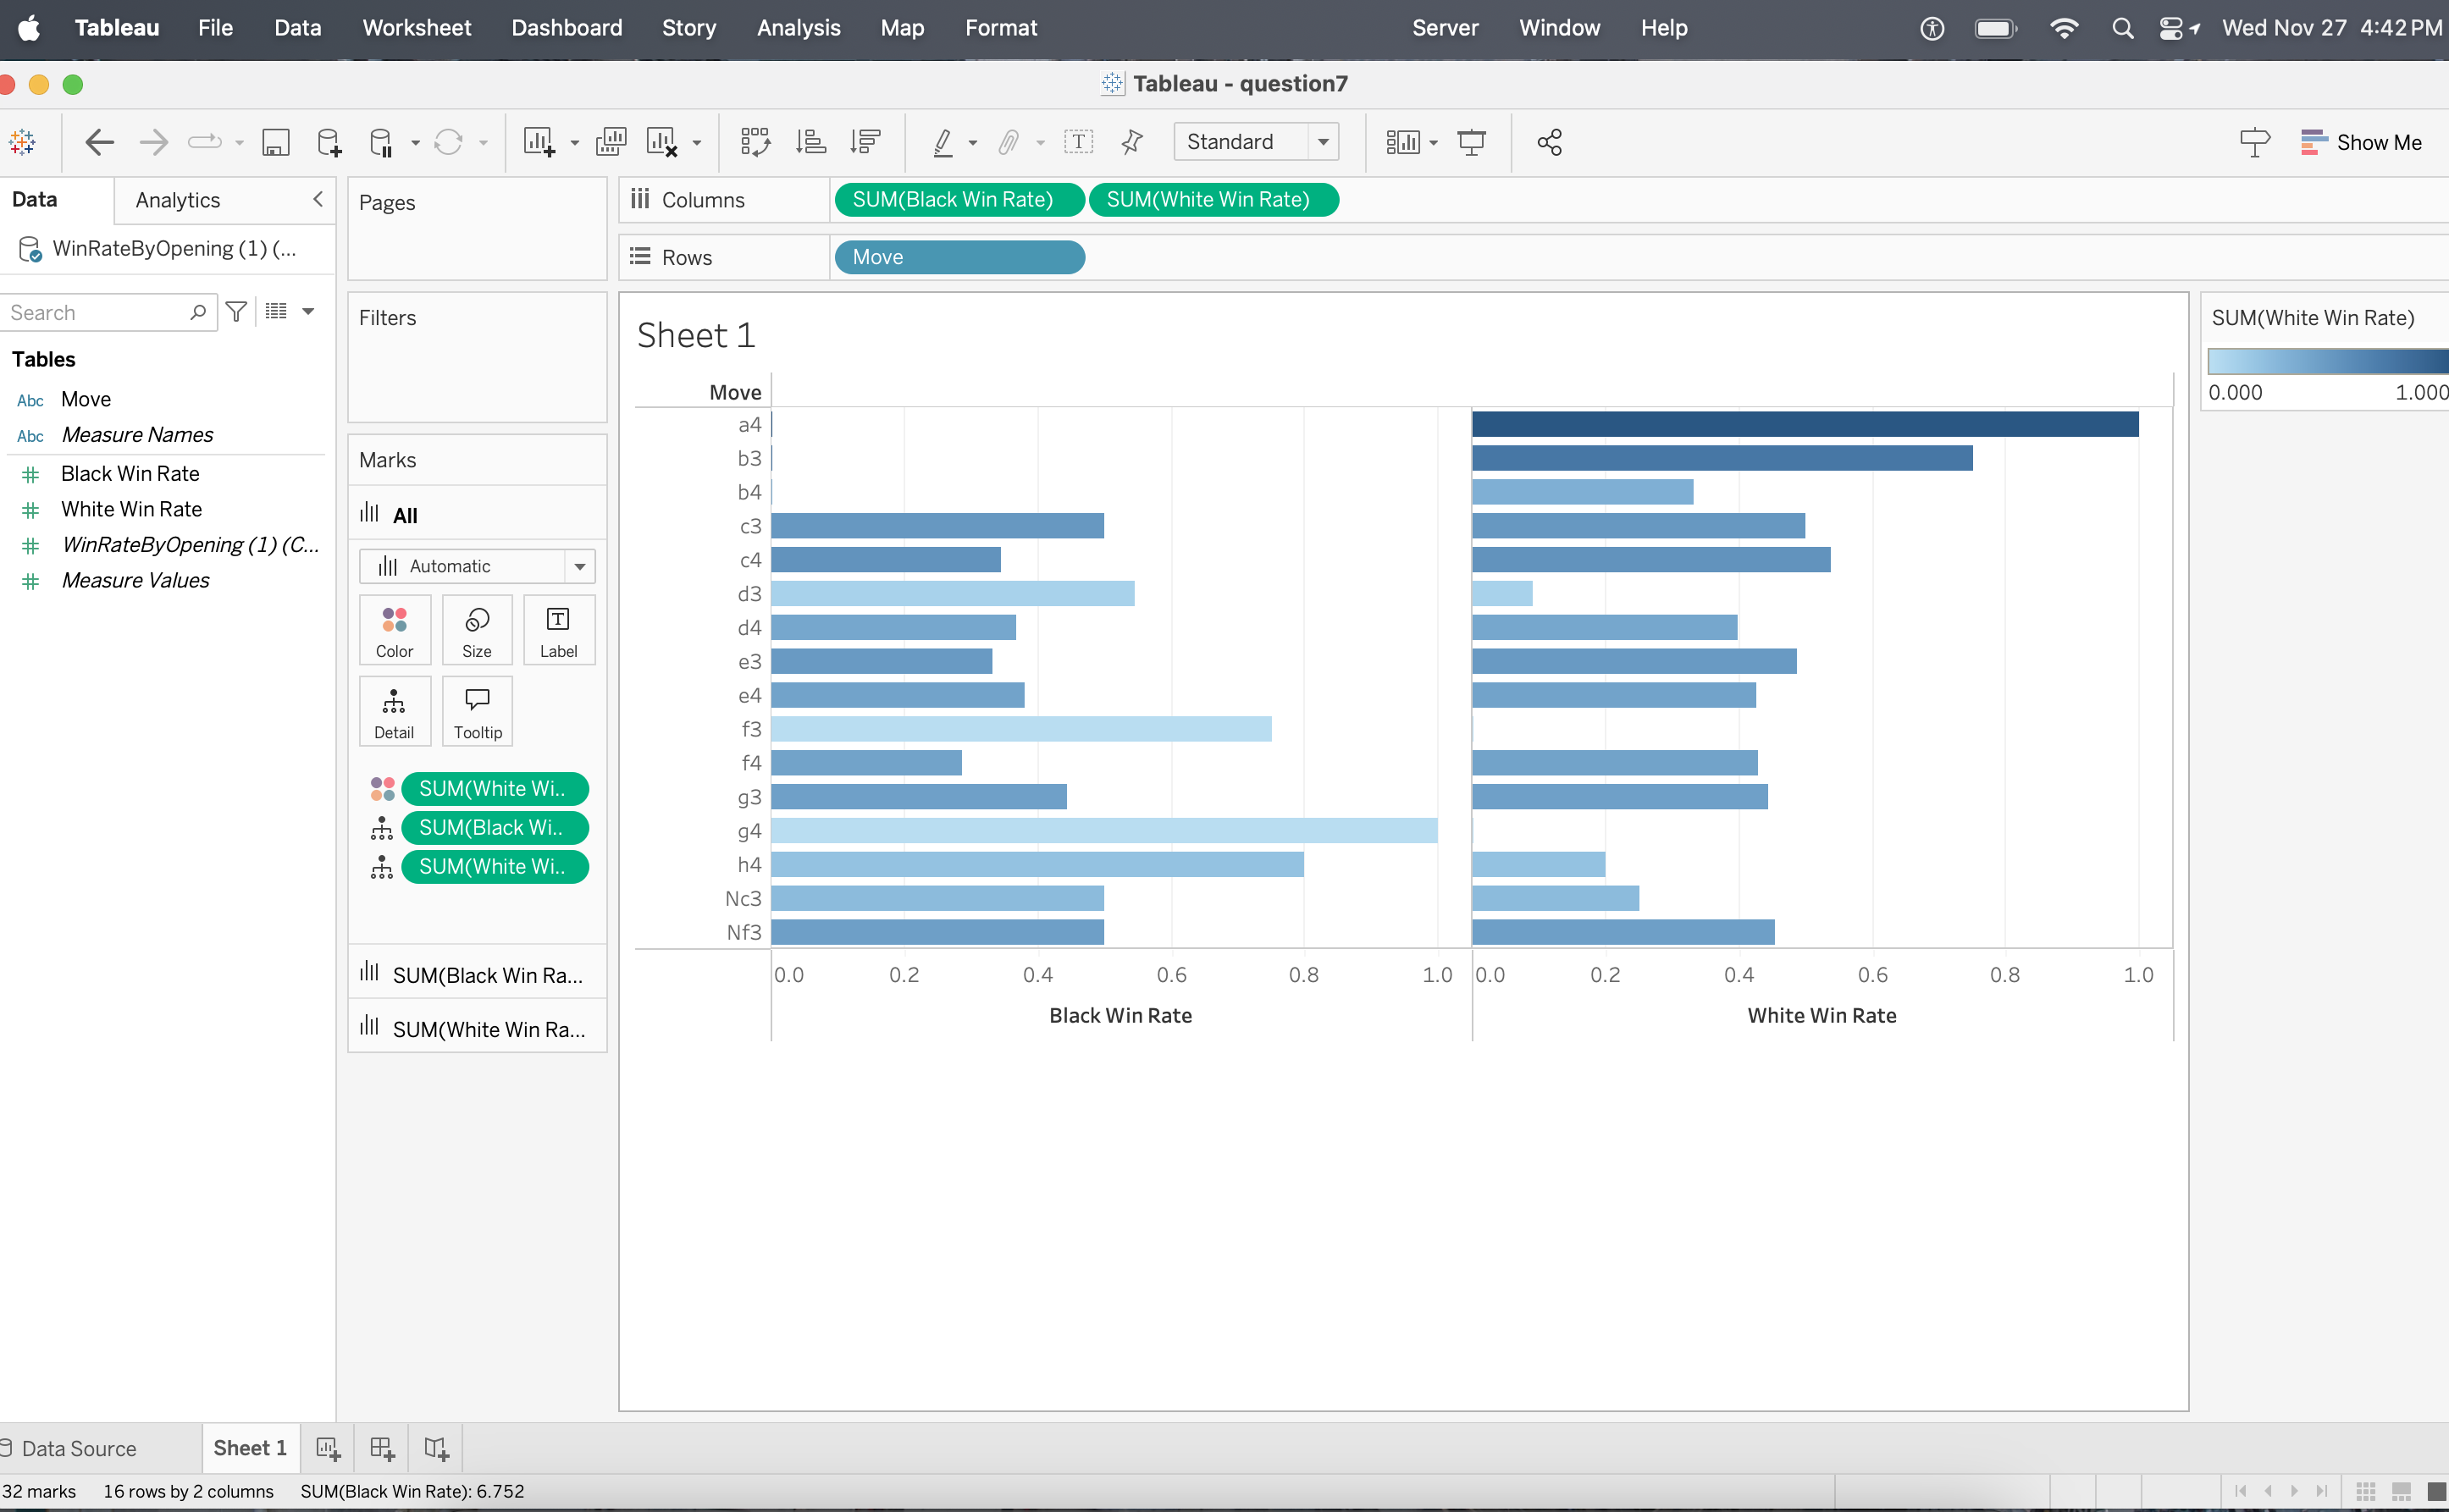 Tableau File Data Worksheet Dashboard Story Analysis Map Format Server Window Help Wed Nov 27 4:42 PM
Tableau - question7
Standard Show Me
Data Analytics
WinRateByOpening (1) (...
Search
Tables
Abc Move
Abc Measure Names
# Black Win Rate
# White Win Rate
# WinRateByOpening (1) (C...
# Measure Values
Pages
Filters
Marks
All
Automatic
Color Size T Label
Detail Tooltip
SUM(White Wi..
SUM(Black Wi..
SUM(White Wi..
SUM(Black Win Ra...
SUM(White Win Ra...
Columns SUM(Black Win Rate) SUM(White Win Rate)
Rows Move
Sheet 1
Move
a4
b3
b4
c3
c4
d3
d4
e3
e4
f3
f4
g3
g4
h4
Nc3
Nf3
0.0 0.2 0.4 0.6 0.8 1.0 0.0 0.2 0.4 0.6 0.8 1.0
Black Win Rate White Win Rate
SUM(White Win Rate)
0.000 1.000
Data Source Sheet 1
32 marks 16 rows by 2 columns SUM(Black Win Rate): 6.752